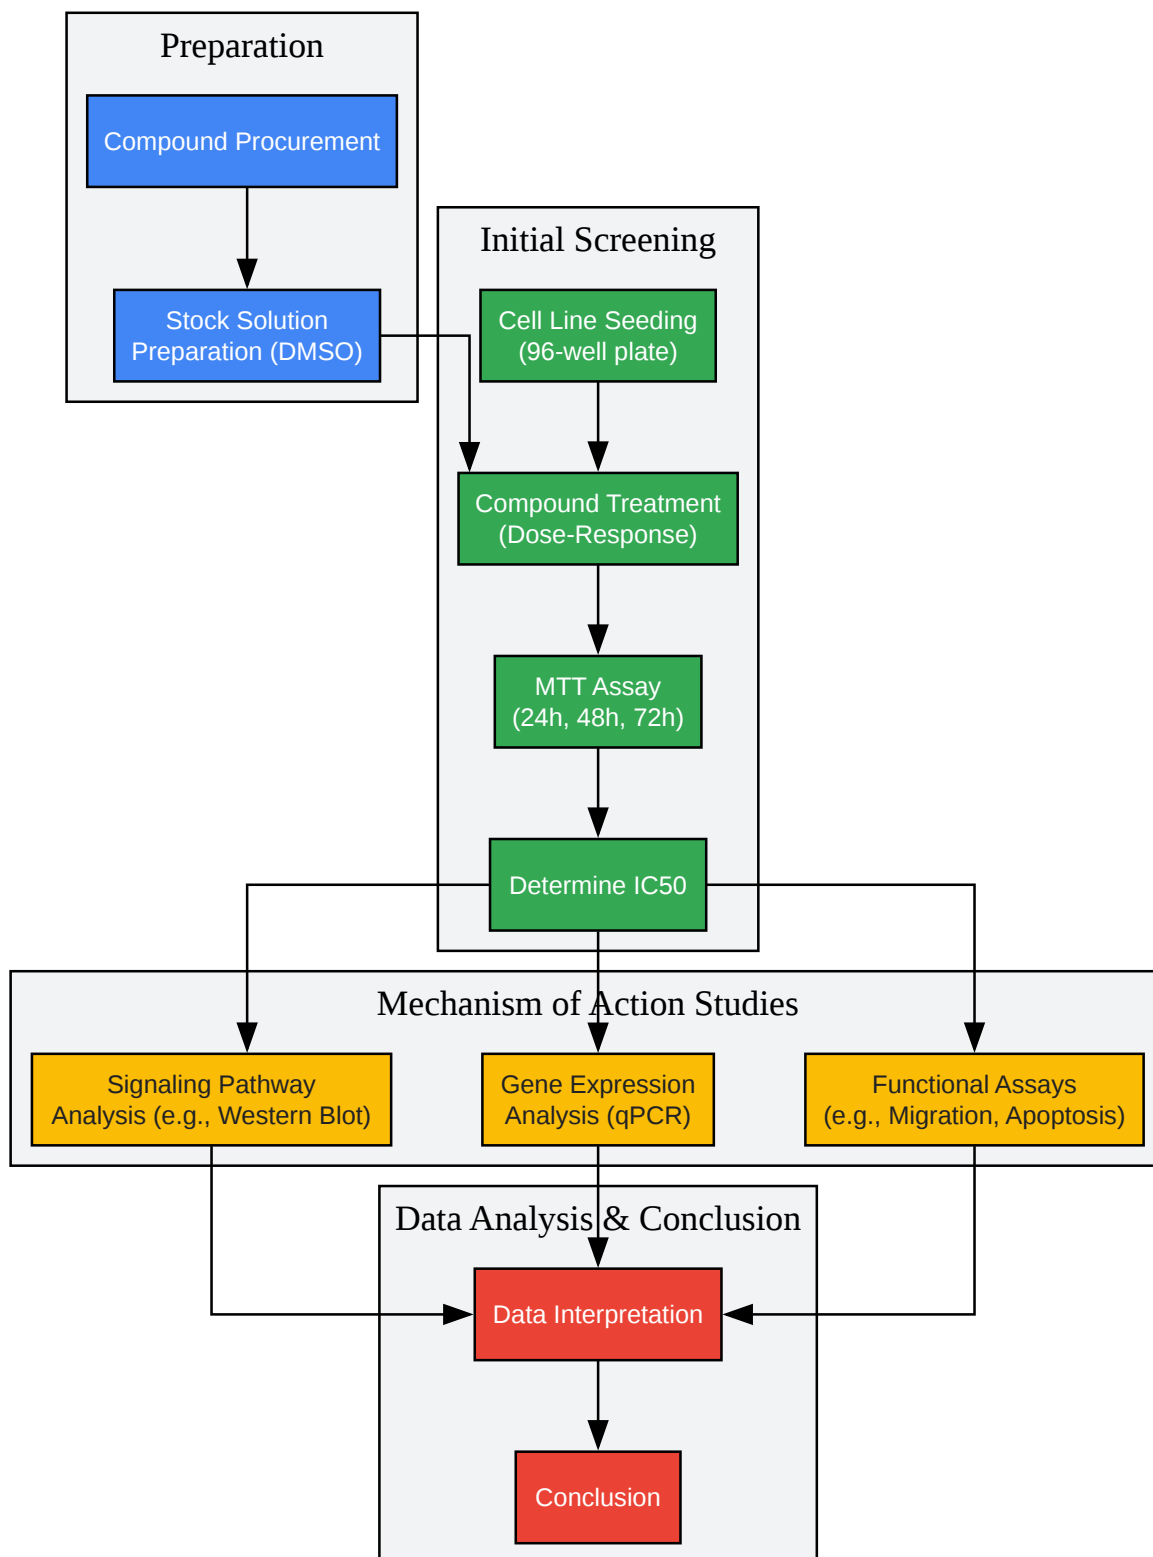 Preparation
Compound Procurement
Stock Solution
Preparation (DMSO)
Initial Screening
Cell Line Seeding
(96-well plate)
Compound Treatment
(Dose-Response)
MTT Assay
(24h, 48h, 72h)
Determine IC50
Mechanism of Action Studies
Signaling Pathway
Analysis (e.g., Western Blot)
Gene Expression
Analysis (qPCR)
Functional Assays
(e.g., Migration, Apoptosis)
Data Analysis & Conclusion
Data Interpretation
Conclusion